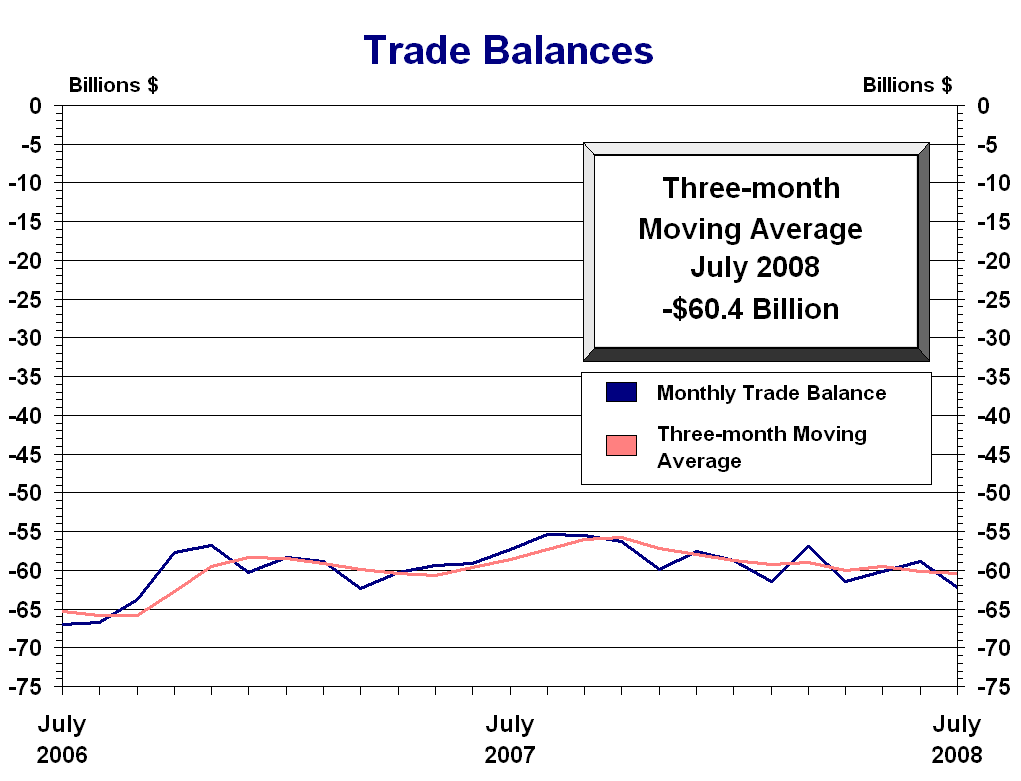 Trade Balances
Billions $ Billions $
0 0
-5 -5
-10 -10
-15 -15
-20 -20
-25 -25
-30 -30
-35 -35
-40 -40
-45 -45
-50 -50
-55 -55
-60 -60
-65 -65
-70 -70
-75 -75
Three-month
Moving Average
July 2008
-$60.4 Billion
Monthly Trade Balance
Three-month Moving
Average
July July July
2006 2007 2008